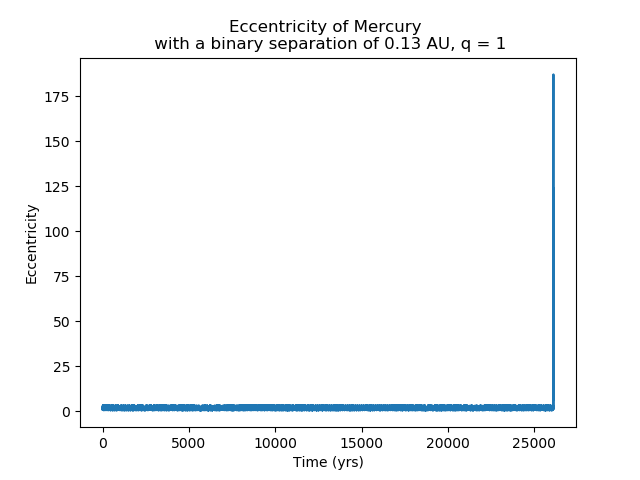 Eccentricity of Mercury
with a binary separation of 0.13 AU, q = 1
175
150
125
100
75
50
25
0
Eccentricity
0 5000 10000 15000 20000 25000
Time (yrs)